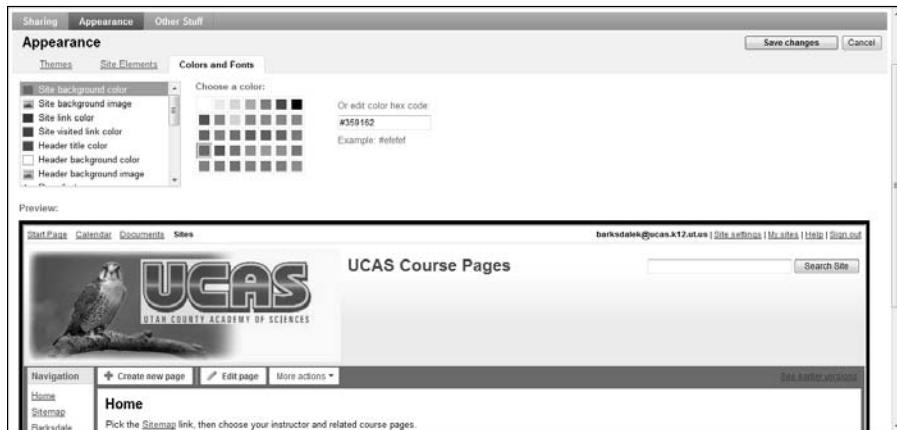 Sharing Appearance Other Stuff
Appearance
Save changes Cancel
Themes Site Elements Colors and Fonts
Site background color
Site background image
Site link color
Site visited link color
Header title color
Header background color
Header background image
Choose a color:
Or edit color hex code:
#359162
Example: #efefef
Preview:
Start Page Calendar Documents Sites
barksdalek@ucas.k12.ut.us | Site settings | My sites | Help | Sign out
UCAS
UTAH COUNTY ACADEMY OF SCIENCES
UCAS Course Pages
Search Site
Navigation
Create new page Edit page More actions
See earlier versions
Home
Sitemap
Barksdale
Home
Pick the Sitemap link, then choose your instructor and related course pages.